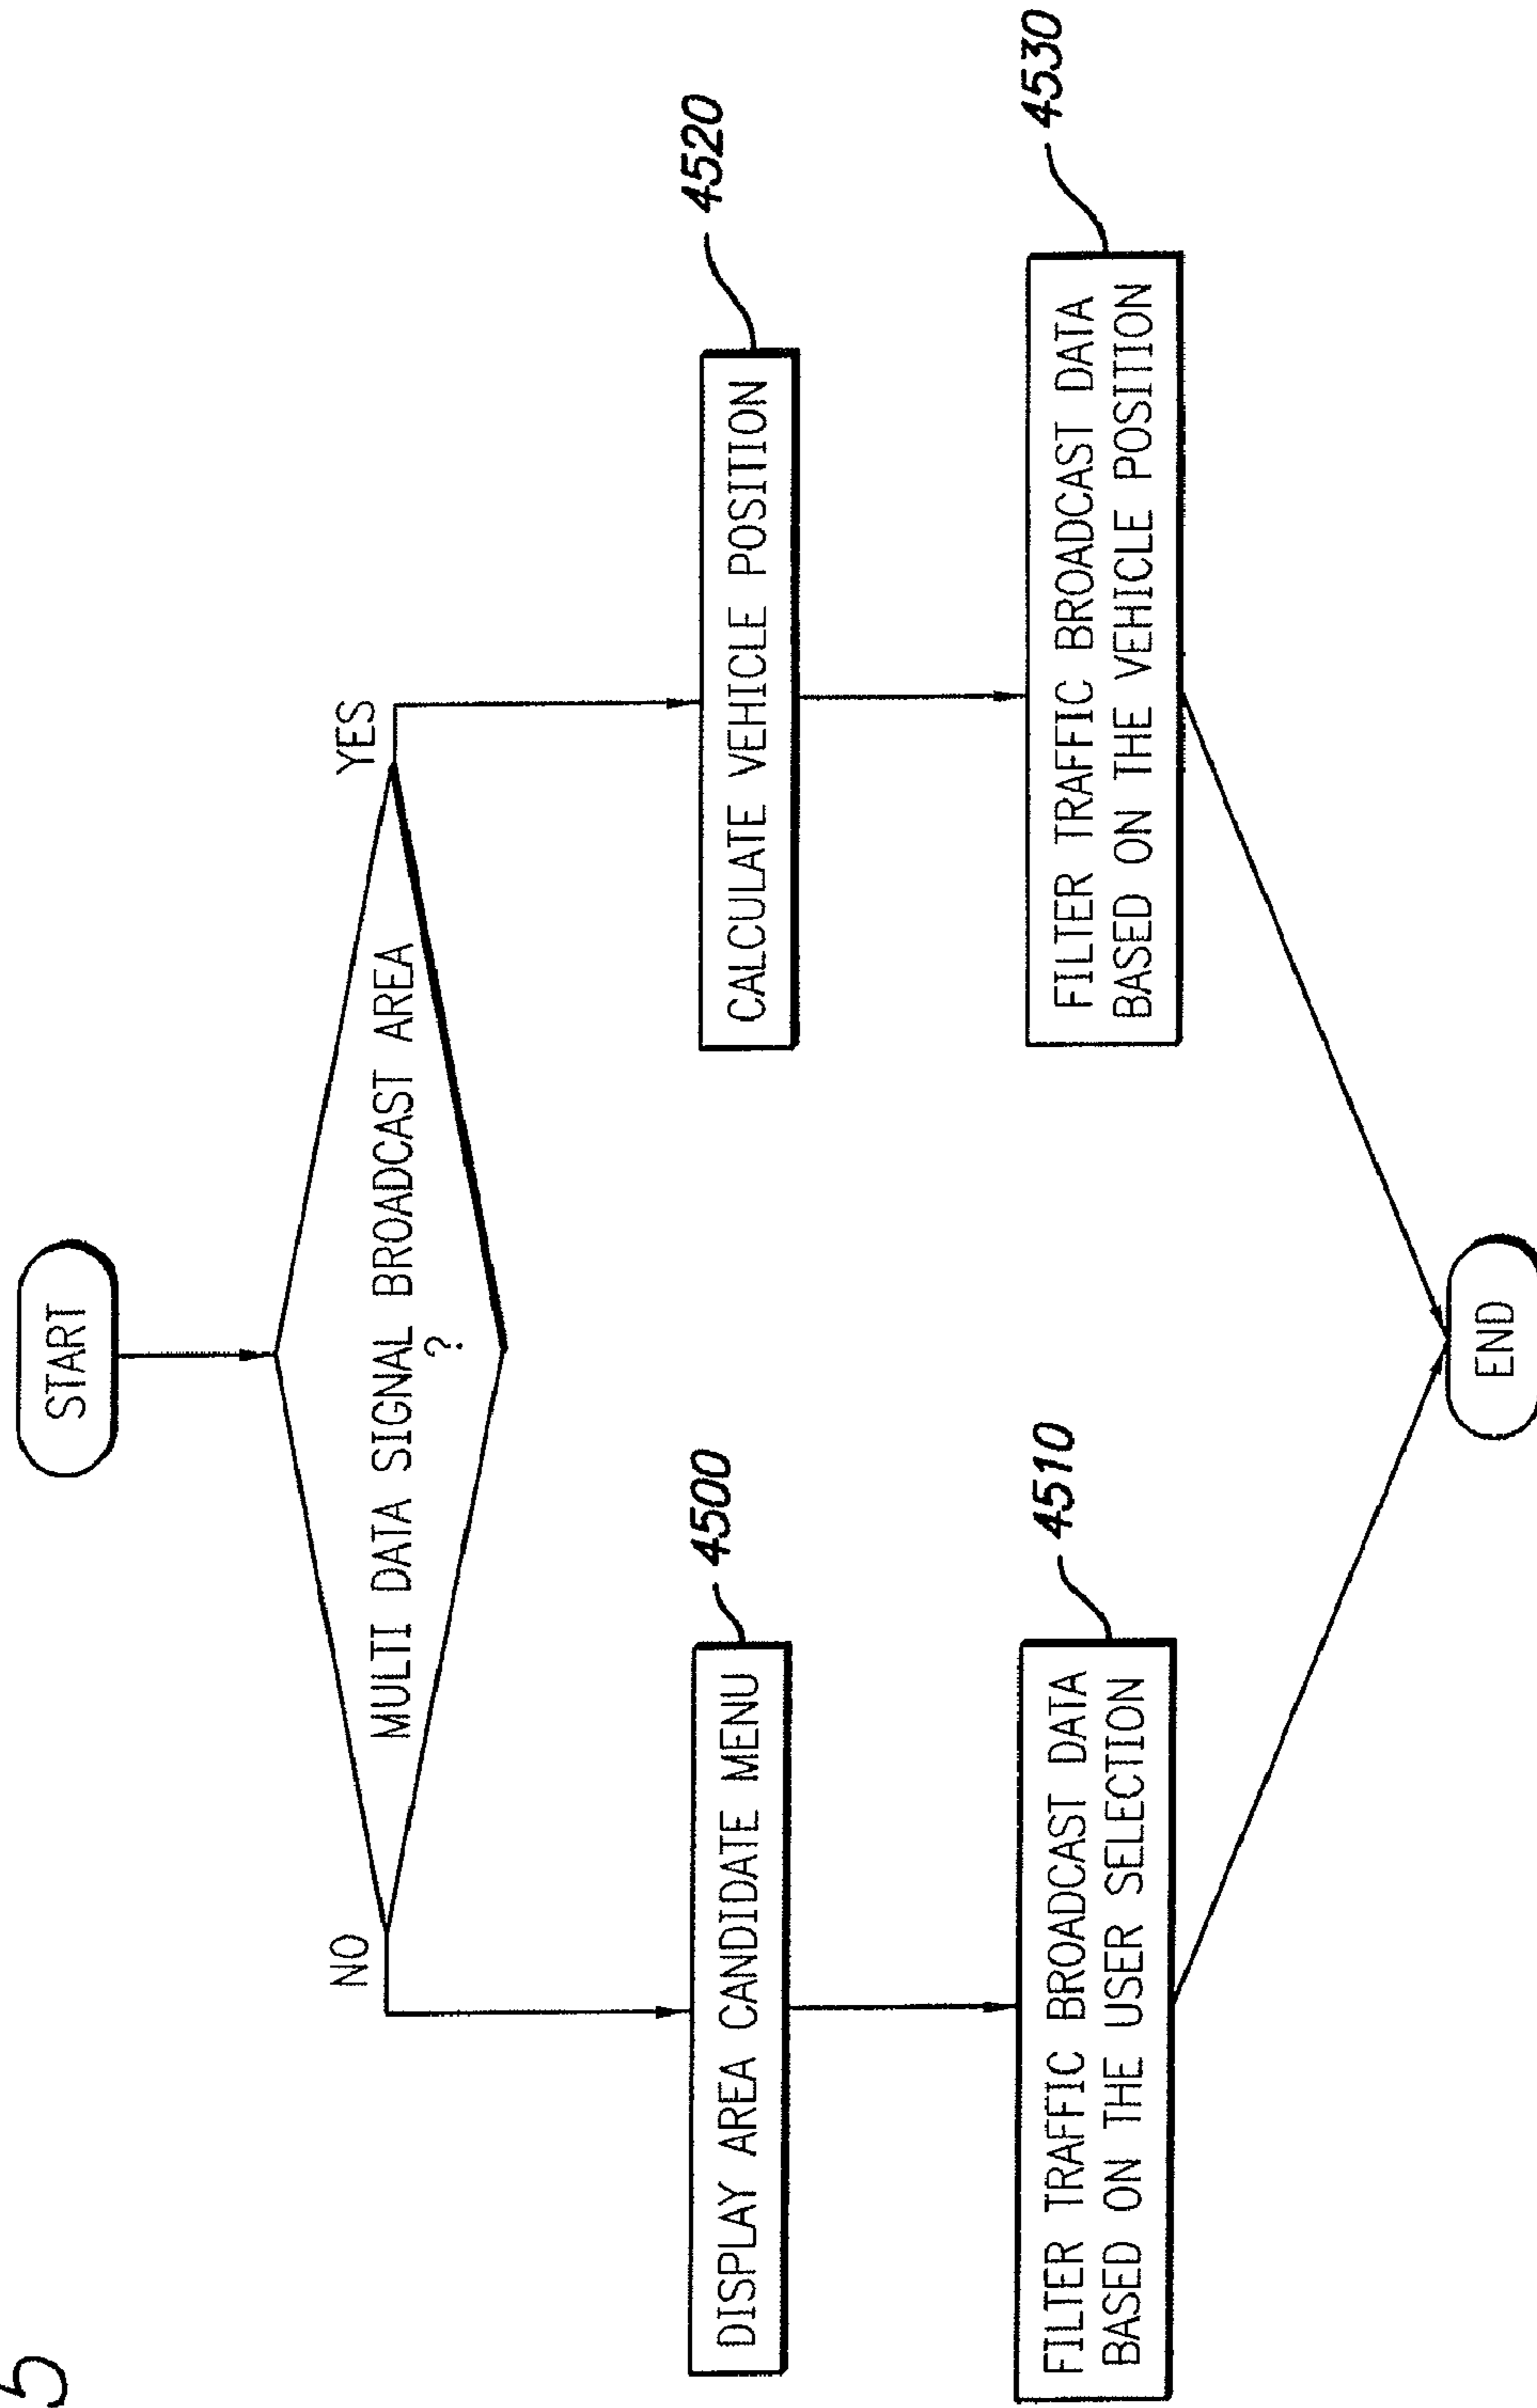 5
START
MULTI DATA SIGNAL BROADCAST AREA
?
NO
YES
DISPLAY AREA CANDIDATE MENU
4500
CALCULATE VEHICLE POSITION
4520
FILTER TRAFFIC BROADCAST DATA
BASED ON THE USER SELECTION
4510
FILTER TRAFFIC BROADCAST DATA
BASED ON THE VEHICLE POSITION
4530
END